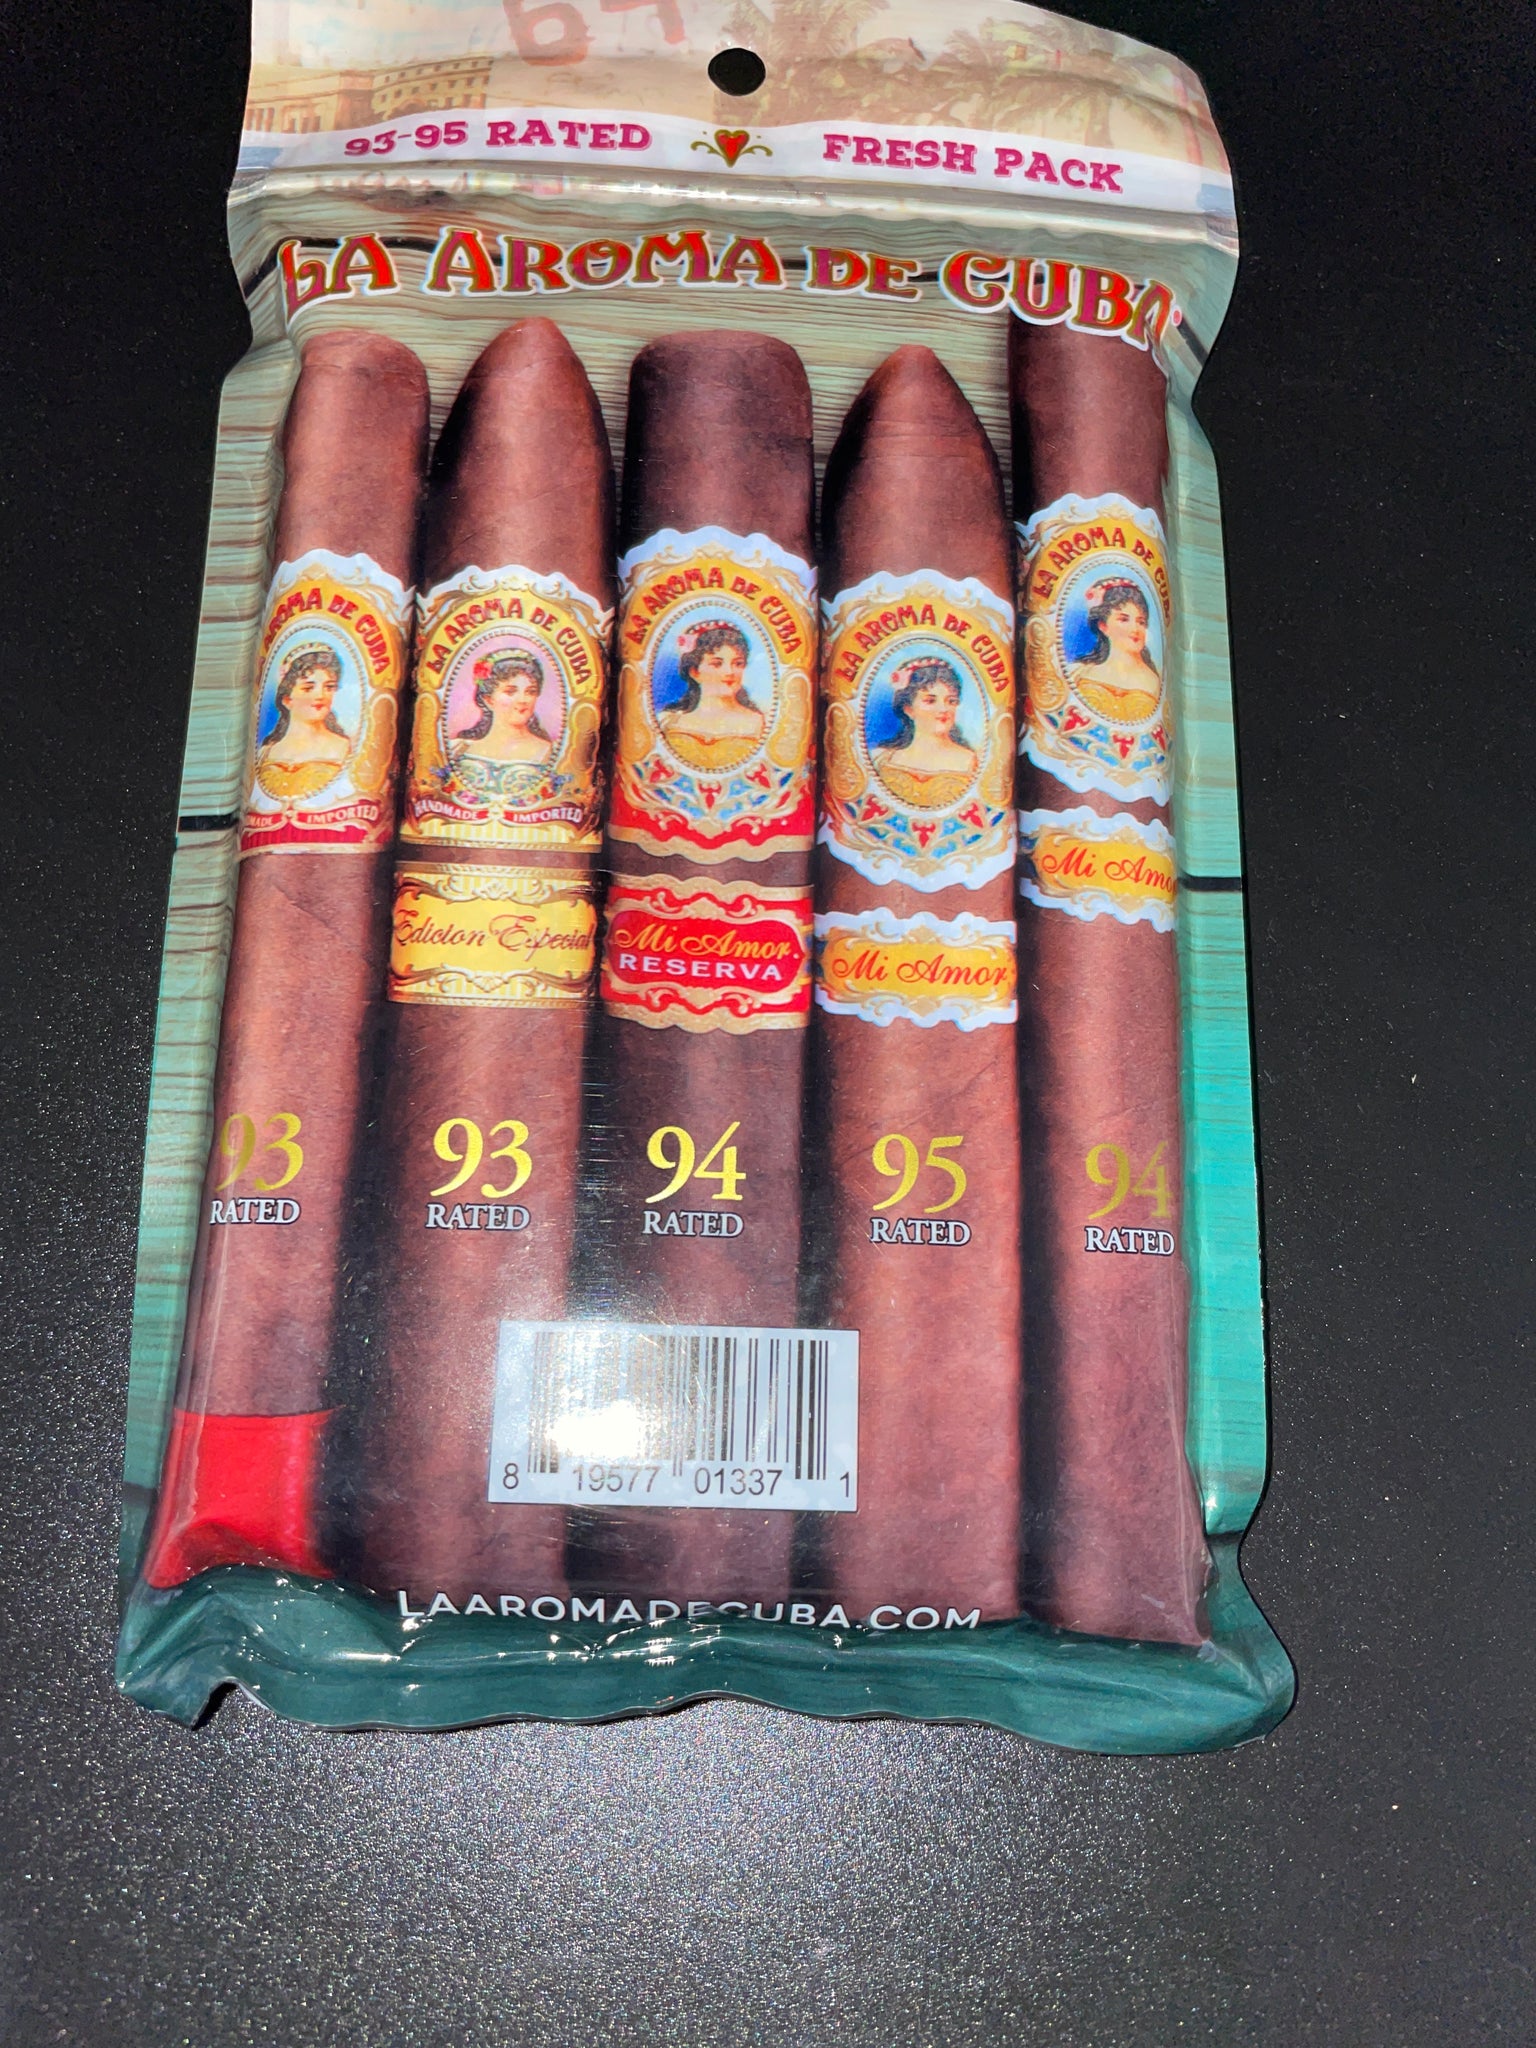 64
93-95 RATED FRESH PACK
LA AROMA DE CUBA
AROMA DE CUBA
MADE IMPORTED
LA AROMA DE CUBA
HANDMADE IMPORTED
Edicion Especial
LA AROMA DE CUBA
Mi Amor.
RESERVA
LA AROMA DE CUBA
Mi Amor
LA AROMA DE CUBA
Mi Amor
93
RATED
93
RATED
94
RATED
95
RATED
94
RATED
8 19577 01337 1
LAAROMADECUBA.COM